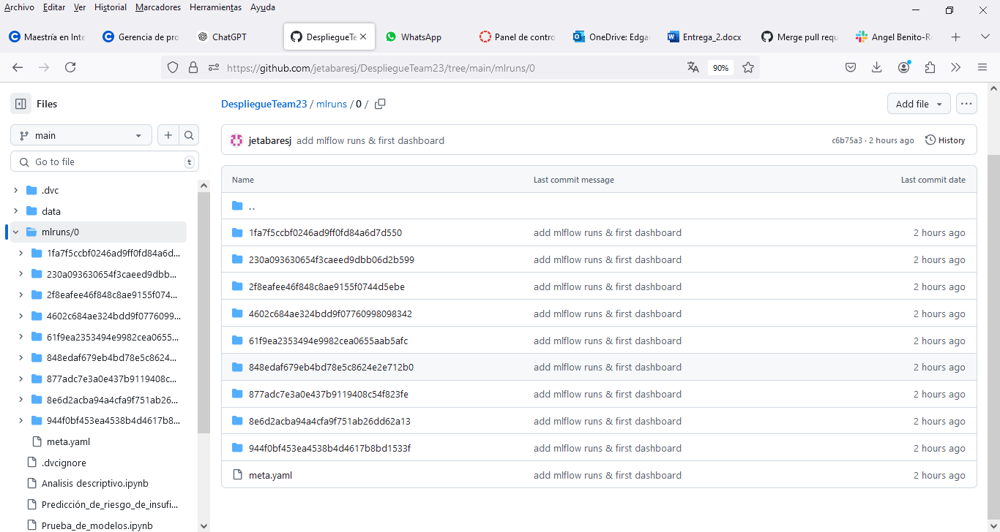 Archivo Editar Ver Historial Marcadores Herramientas Ayuda
Maestría en Inte
Gerencia de pro
ChatGPT
DespliegueTe
WhatsApp
Panel de contro
OneDrive: Edga
Entrega_2.docx
Merge pull requ
Angel Benito-Ro
https://github.com/jetabaresj/DespliegueTeam23/tree/main/mlruns/0
90%
Files
main
Go to file
t
.dvc
data
mlruns/0
1fa7f5ccbf0246ad9ff0fd84a6d...
230a093630654f3caeed9dbb...
2f8eafee46f848c8ae9155f074...
4602c684ae324bdd9f0776099...
61f9ea2353494e9982cea0655...
848edaf679eb4bd78e5c8624...
877adc7e3a0e437b9119408c...
8e6d2acba94a4cfa9f751ab26...
944f0bf453ea4538b4d4617b8...
meta.yaml
.dvcignore
Analisis descriptivo.ipynb
Predicción_de_riesgo_de_insufi...
Prueba_de_modelos.ipynb
DespliegueTeam23 / mlruns / 0 /
Add file
jetabaresj add mlflow runs & first dashboard
c6b75a3 · 2 hours ago
History
Name Last commit message Last commit date
..
1fa7f5ccbf0246ad9ff0fd84a6d7d550 add mlflow runs & first dashboard 2 hours ago
230a093630654f3caeed9dbb06d2b599 add mlflow runs & first dashboard 2 hours ago
2f8eafee46f848c8ae9155f0744d5ebe add mlflow runs & first dashboard 2 hours ago
4602c684ae324bdd9f07760998098342 add mlflow runs & first dashboard 2 hours ago
61f9ea2353494e9982cea0655aab5afc add mlflow runs & first dashboard 2 hours ago
848edaf679eb4bd78e5c8624e2e712b0 add mlflow runs & first dashboard 2 hours ago
877adc7e3a0e437b9119408c54f823fe add mlflow runs & first dashboard 2 hours ago
8e6d2acba94a4cfa9f751ab26dd62a13 add mlflow runs & first dashboard 2 hours ago
944f0bf453ea4538b4d4617b8bd1533f add mlflow runs & first dashboard 2 hours ago
meta.yaml add mlflow runs & first dashboard 2 hours ago